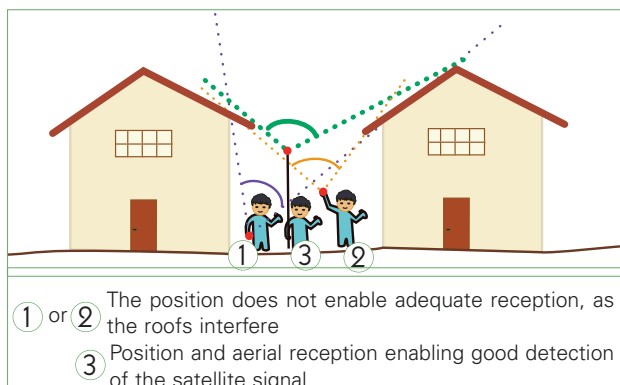 1 3 2
1 or 2 The position does not enable adequate reception, as
the roofs interfere
3 Position and aerial reception enabling good detection
of the satellite signal